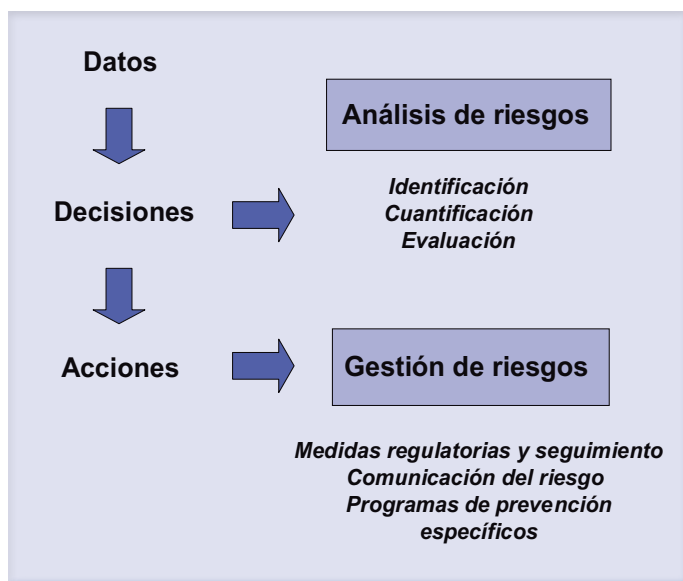 Datos
Análisis de riesgos
Decisiones
Identificación
Cuantificación
Evaluación
Acciones
Gestión de riesgos
Medidas regulatorias y seguimiento
Comunicación del riesgo
Programas de prevención
específicos